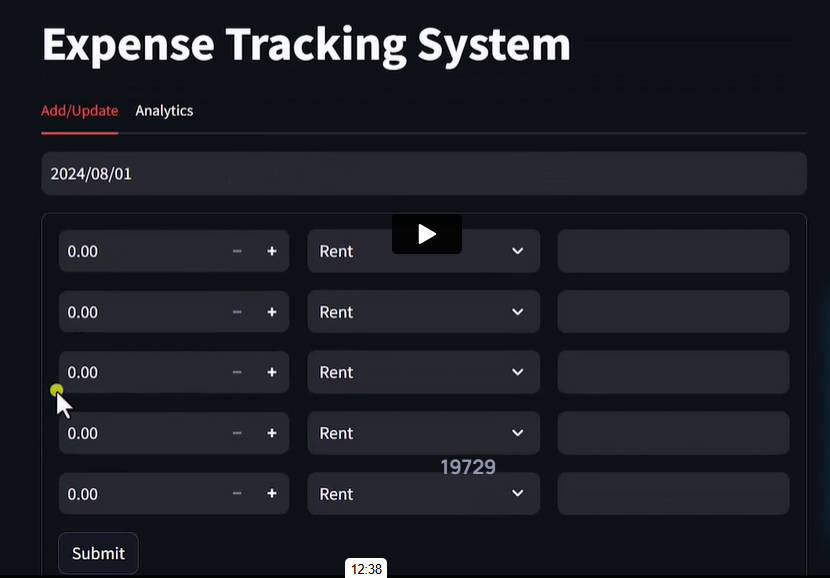 Expense Tracking System
Add/Update Analytics
2024/08/01
0.00 − + Rent
0.00 − + Rent
0.00 − + Rent
0.00 − + Rent
19729
0.00 − + Rent
Submit
12:38